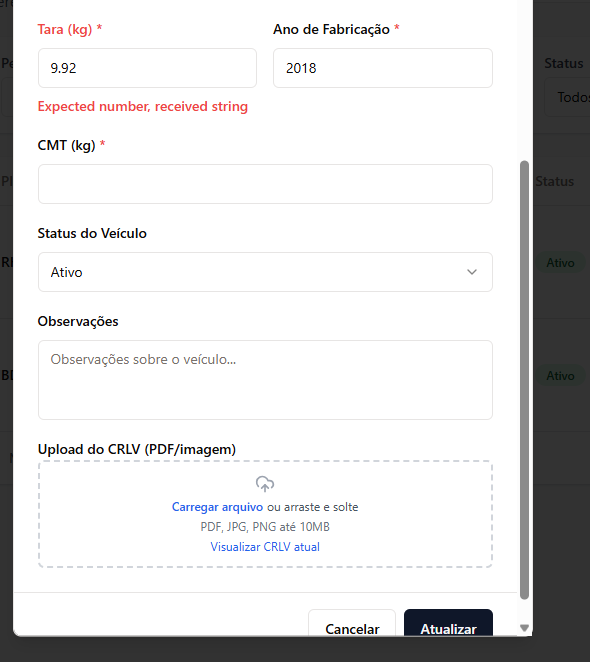 Tara (kg) * Ano de Fabricação *
Pe Status
9.92 2018 Todos
Expected number, received string
CMT (kg) *
Pl Status
Status do Veículo
Ativo Ativo
Observações
Observações sobre o veículo...
Ativo
Upload do CRLV (PDF/imagem)
Carregar arquivo ou arraste e solte
PDF, JPG, PNG até 10MB
Visualizar CRLV atual
Cancelar Atualizar